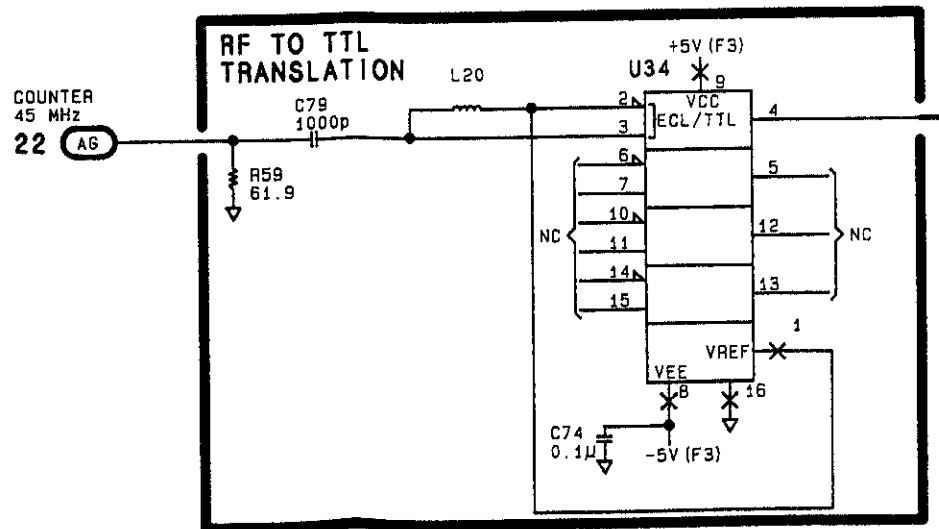 RF TO TTL
TRANSLATION
+5V (F3)
L20
U34
9
COUNTER
45 MHz
C79
1000p
2
VCC
4
3
ECL/TTL
22
AG
R59
61.9
6
5
7
10
12
NC
NC
11
14
13
15
1
VREF
VEE
8
16
C74
0.1µ
-5V (F3)